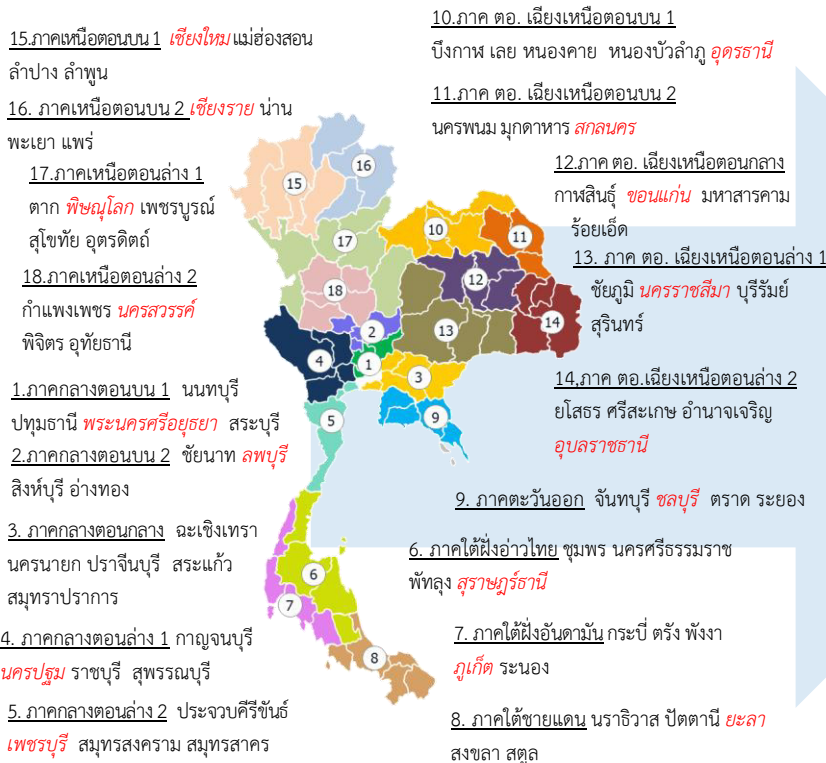 15.ภาคเหนือตอนบน 1 เชียงใหม่ แม่ฮ่องสอน
ลำปาง ลำพูน
16. ภาคเหนือตอนบน 2 เชียงราย น่าน
พะเยา แพร่
17.ภาคเหนือตอนล่าง 1
ตาก พิษณุโลก เพชรบูรณ์
สุโขทัย อุตรดิตถ์
18.ภาคเหนือตอนล่าง 2
กำแพงเพชร นครสวรรค์
พิจิตร อุทัยธานี
1.ภาคกลางตอนบน 1 นนทบุรี
ปทุมธานี พระนครศรีอยุธยา สระบุรี
2.ภาคกลางตอนบน 2 ชัยนาท ลพบุรี
สิงห์บุรี อ่างทอง
3. ภาคกลางตอนกลาง ฉะเชิงเทรา
นครนายก ปราจีนบุรี สระแก้ว
สมุทราปราการ
4. ภาคกลางตอนล่าง 1 กาญจนบุรี
นครปฐม ราชบุรี สุพรรณบุรี
5. ภาคกลางตอนล่าง 2 ประจวบคีรีขันธ์
เพชรบุรี สมุทรสงคราม สมุทรสาคร
10.ภาค ตอ. เฉียงเหนือตอนบน 1
บึงกาฬ เลย หนองคาย หนองบัวลำภู อุดรธานี
11.ภาค ตอ. เฉียงเหนือตอนบน 2
นครพนม มุกดาหาร สกลนคร
12.ภาค ตอ. เฉียงเหนือตอนกลาง
กาฬสินธุ์ ขอนแก่น มหาสารคาม
ร้อยเอ็ด
13. ภาค ตอ. เฉียงเหนือตอนล่าง 1
ชัยภูมิ นครราชสีมา บุรีรัมย์
สุรินทร์
14,ภาค ตอ.เฉียงเหนือตอนล่าง 2
ยโสธร ศรีสะเกษ อำนาจเจริญ
อุบลราชธานี
9. ภาคตะวันออก จันทบุรี ชลบุรี ตราด ระยอง
6. ภาคใต้ฝั่งอ่าวไทย ชุมพร นครศรีธรรมราช
พัทลุง สุราษฎร์ธานี
7. ภาคใต้ฝั่งอันดามัน กระบี่ ตรัง พังงา
ภูเก็ต ระนอง
8. ภาคใต้ชายแดน นราธิวาส ปัตตานี ยะลา
สงขลา สตูล
15
16
17
18
10
11
12
13
14
2
1
4
3
5
9
6
7
8